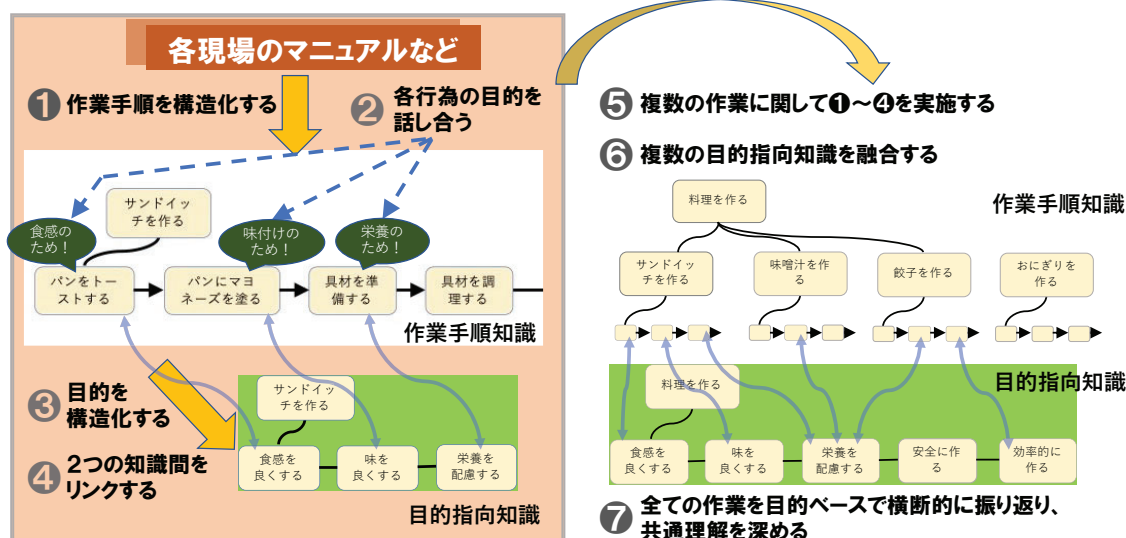 各現場のマニュアルなど
❶ 作業手順を構造化する
❷ 各行為の目的を
話し合う
サンドイッ
チを作る
食感の
ため！
味付けの
ため！
栄養の
ため！
パンをトー
ストする
パンにマヨ
ネーズを塗る
具材を準
備する
具材を調
理する
作業手順知識
❸ 目的を
構造化する
サンドイッ
チを作る
❹ 2つの知識間を
リンクする
食感を
良くする
味を
良くする
栄養を
配慮する
目的指向知識
❺ 複数の作業に関して❶～❹を実施する
❻ 複数の目的指向知識を融合する
料理を作る
作業手順知識
サンドイッ
チを作る
味噌汁を作
る
餃子を作る
おにぎりを
作る
目的指向知識
料理を作る
食感を
良くする
味を
良くする
栄養を
配慮する
安全に作
る
効率的に
作る
❼ 全ての作業を目的ベースで横断的に振り返り、
共通理解を深める